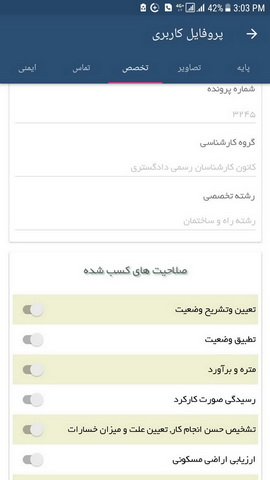 42% 3:03 PM
پروفایل کاربری
پایه تصاویر تخصص تماس ایمنی
شماره پرونده
۳۲۴۵
گروه کارشناسی
کانون کارشناسان رسمی دادگستری
رشته تخصصی
رشته راه و ساختمان
صلاحیت های کسب شده
تعیین وتشریح وضعیت
تطبیق وضعیت
متره و برآورد
رسیدگی صورت کارکرد
تشخیص حسن انجام کار, تعیین علت و میزان خسارات
ارزیابی اراضی مسکونی